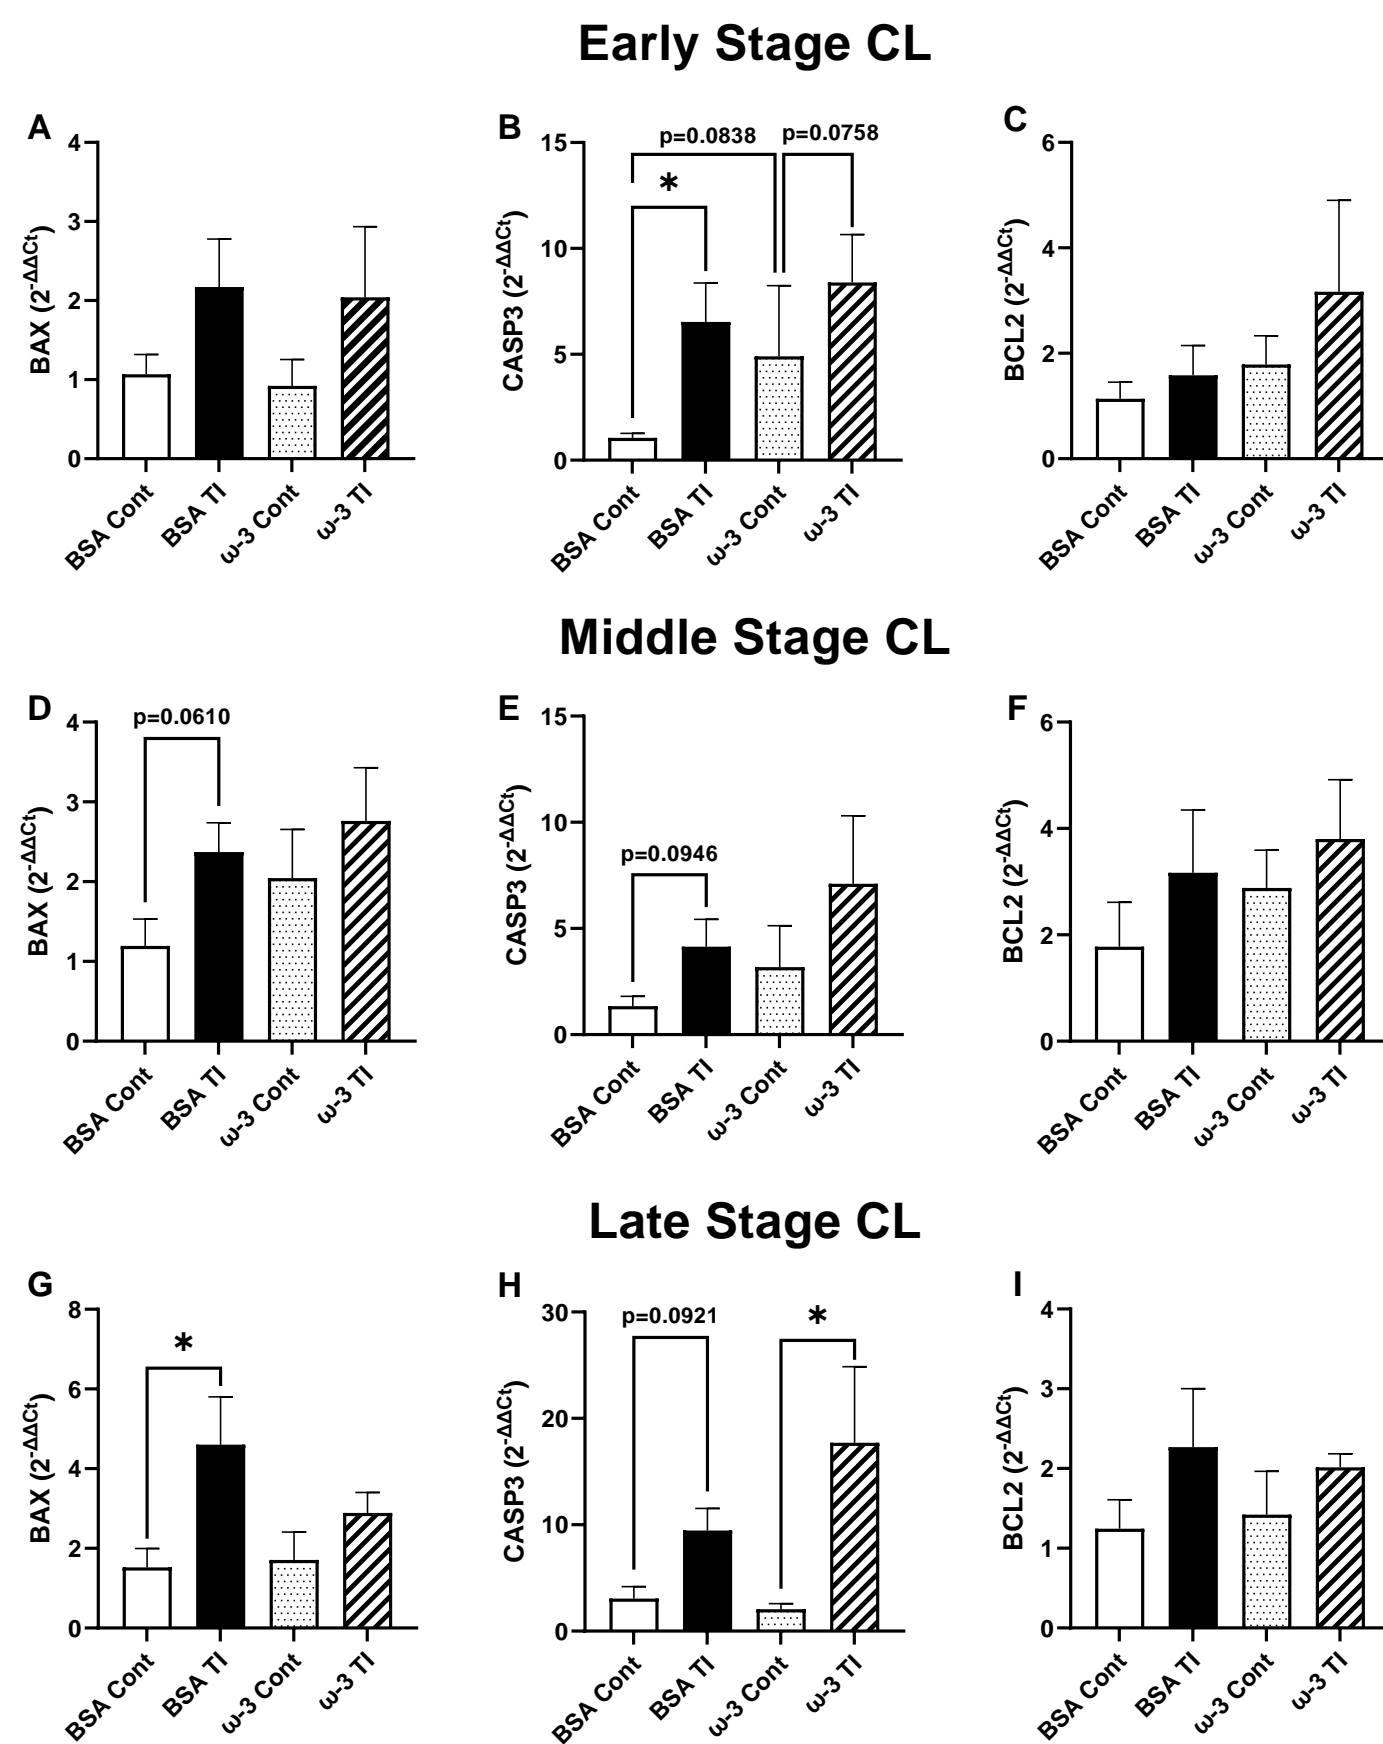 Early Stage CL
A
BAX (2-ΔΔCt)
4
3
2
1
0
BSA Cont
BSA TI
ω-3 Cont
ω-3 TI
B
CASP3 (2-ΔΔCt)
15
10
5
0
p=0.0838
p=0.0758
*
BSA Cont
BSA TI
ω-3 Cont
ω-3 TI
C
BCL2 (2-ΔΔCt)
6
4
2
0
BSA Cont
BSA TI
ω-3 Cont
ω-3 TI
Middle Stage CL
D
BAX (2-ΔΔCt)
4
3
2
1
0
p=0.0610
BSA Cont
BSA TI
ω-3 Cont
ω-3 TI
E
CASP3 (2-ΔΔCt)
15
10
5
0
p=0.0946
BSA Cont
BSA TI
ω-3 Cont
ω-3 TI
F
BCL2 (2-ΔΔCt)
6
4
2
0
BSA Cont
BSA TI
ω-3 Cont
ω-3 TI
Late Stage CL
G
BAX (2-ΔΔCt)
8
6
4
2
0
*
BSA Cont
BSA TI
ω-3 Cont
ω-3 TI
H
CASP3 (2-ΔΔCt)
30
20
10
0
p=0.0921
*
BSA Cont
BSA TI
ω-3 Cont
ω-3 TI
I
BCL2 (2-ΔΔCt)
4
3
2
1
0
BSA Cont
BSA TI
ω-3 Cont
ω-3 TI